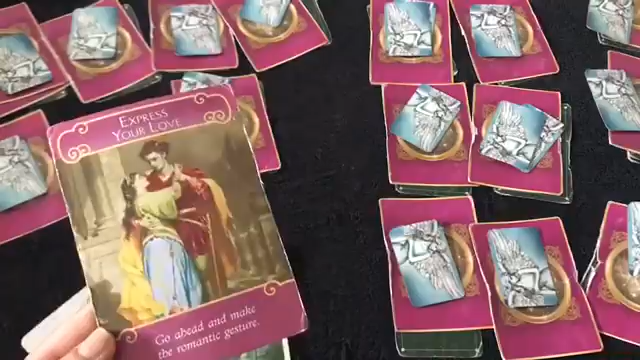 EXPRESS
YOUR LOVE
Go ahead and make
the romantic gesture.